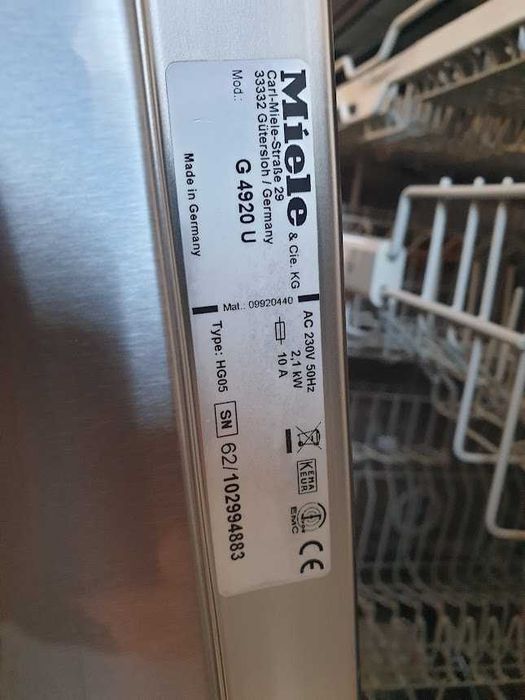 Miele & Cie. KG
Carl-Miele-Straße 29
33332 Gütersloh / Germany
Mod.: G 4920 U
Made in Germany
Mat.: 09920440
AC 230V 50Hz
2,1 kW
10 A
Type: HG05
SN 62/102994883
KEMA
KEUR
EMC
CE